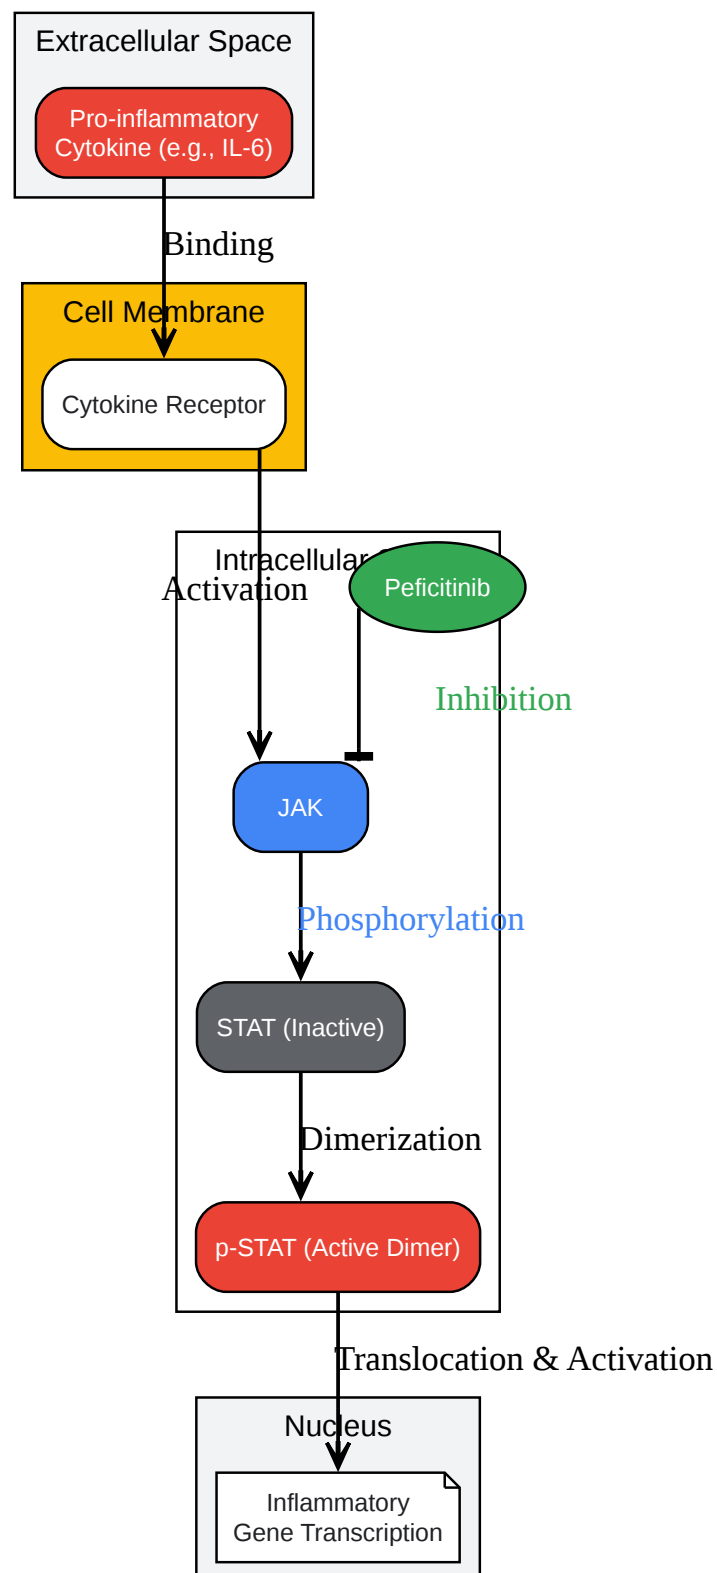 Extracellular Space
Pro-inflammatory
Cytokine (e.g., IL-6)
Binding
Cell Membrane
Cytokine Receptor
Intracellular
Activation
Peficitinib
Inhibition
JAK
Phosphorylation
STAT (Inactive)
Dimerization
p-STAT (Active Dimer)
Translocation & Activation
Nucleus
Inflammatory
Gene Transcription